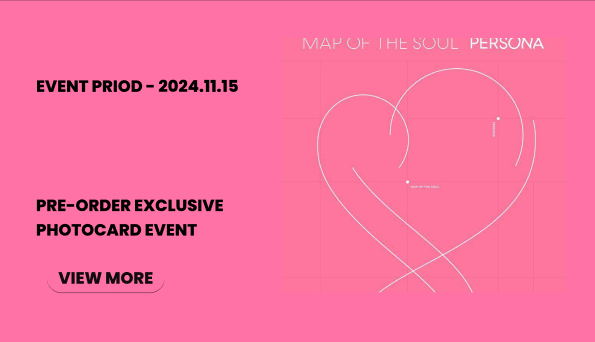 MAP OF THE SOUL PERSONA
EVENT PRIOD - 2024.11.15
PRE-ORDER EXCLUSIVE
PHOTOCARD EVENT
VIEW MORE